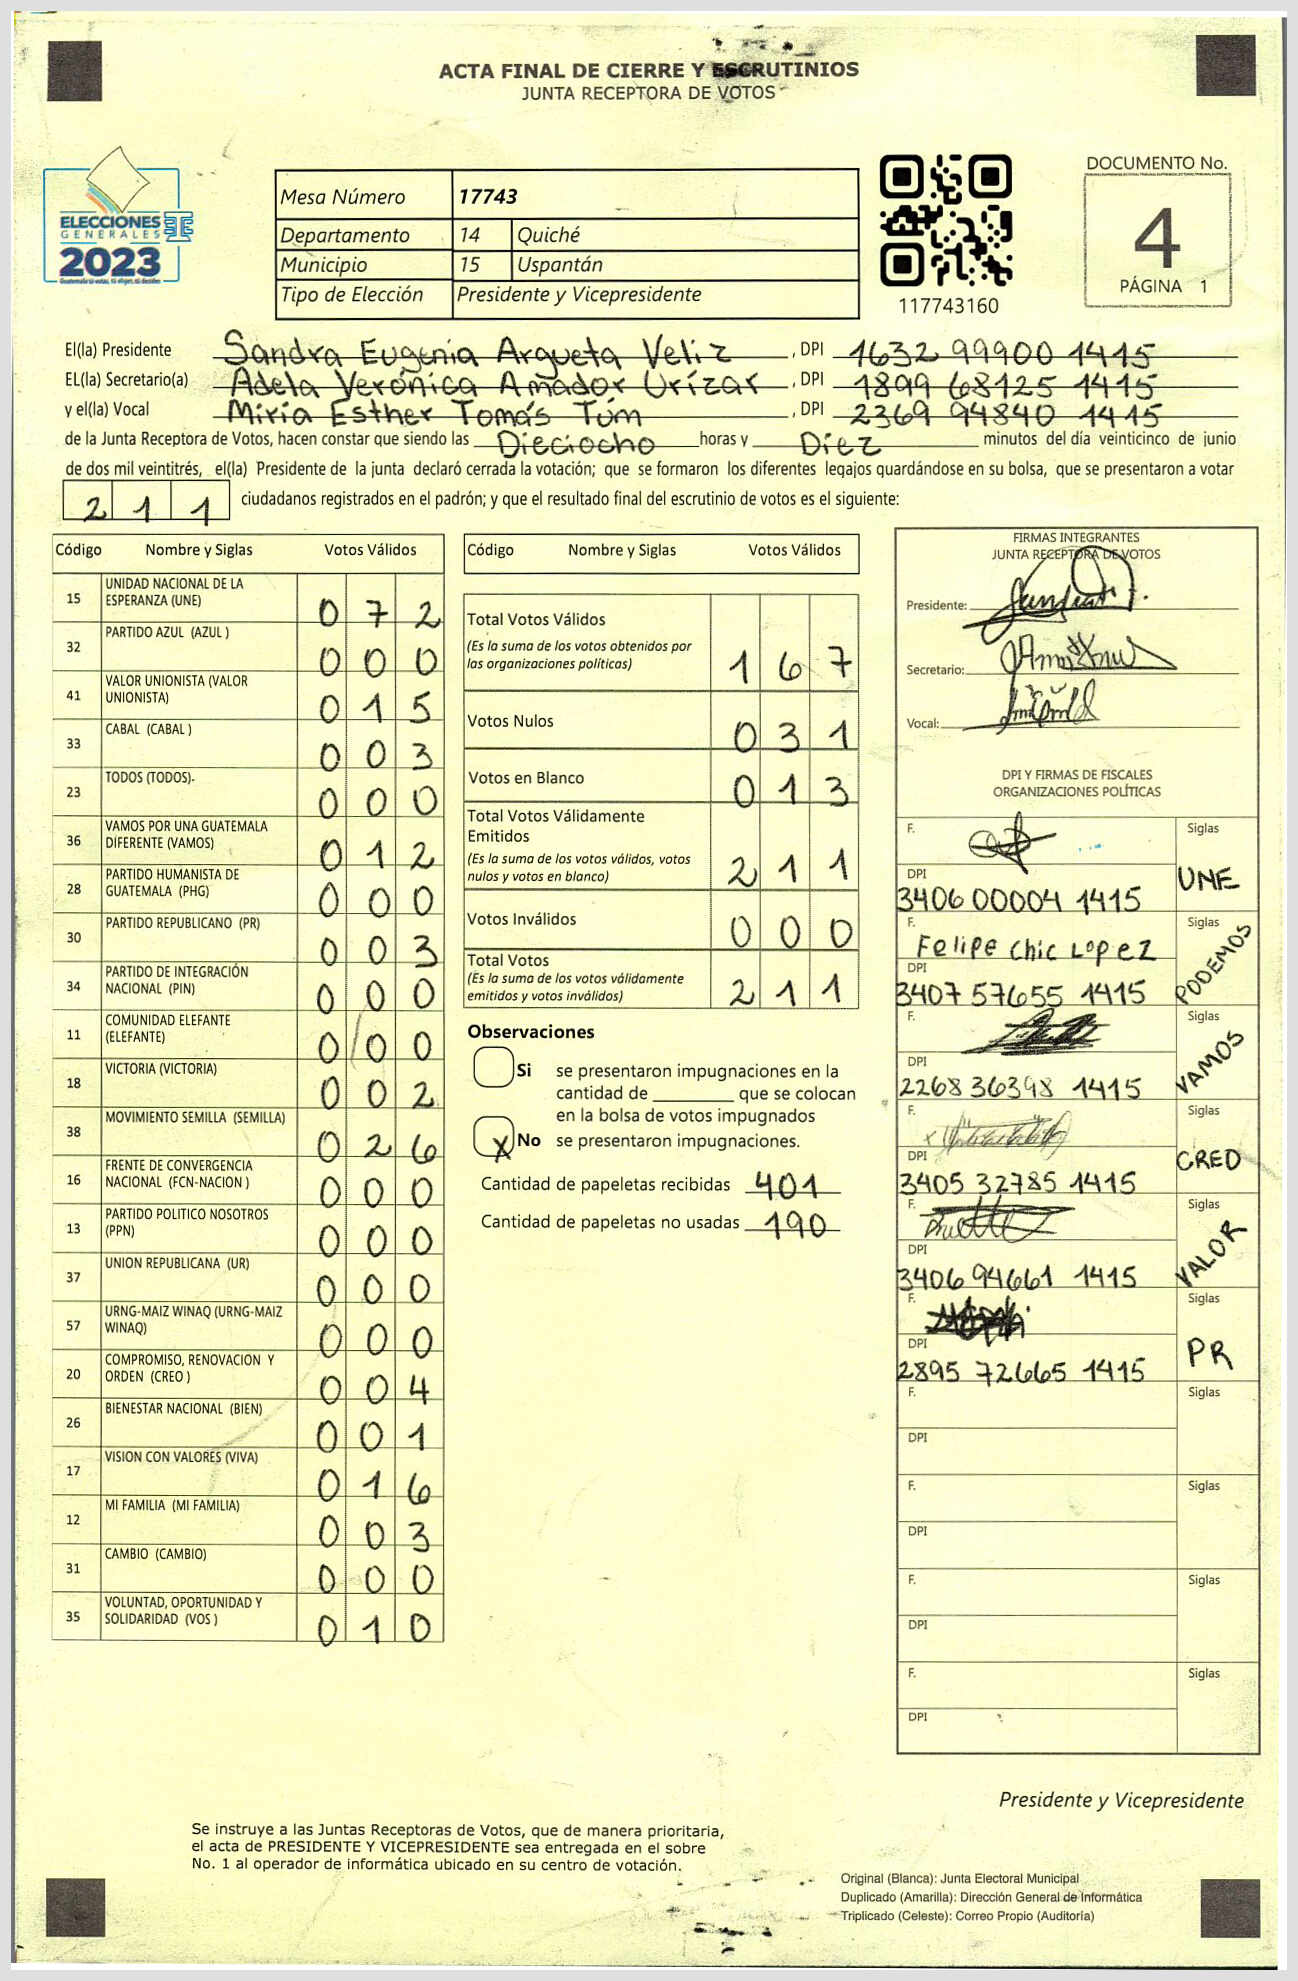 ACTA FINAL DE CIERRE Y ESCRUTINIOS
JUNTA RECEPTORA DE VOTOS
ELECCIONES
GENERALES
2023
Mesa Número 17743
Departamento 14 Quiché
Municipio 15 Uspantán
Tipo de Elección Presidente y Vicepresidente
117743160
DOCUMENTO No.
4
PÁGINA 1
El(la) Presidente Sandra Eugenia Argueta Veliz , DPI 1632 99900 1415
EL(la) Secretario(a) Adela Verónica Amador Urízar , DPI 1899 68125 1415
y el(la) Vocal Miria Esther Tomás Túm , DPI 2369 94840 1415
de la Junta Receptora de Votos, hacen constar que siendo las Dieciocho horas y Diez minutos del día veinticinco de junio
de dos mil veintitrés, el(la) Presidente de la junta declaró cerrada la votación; que se formaron los diferentes legajos quardándose en su bolsa, que se presentaron a votar
2 1 1 ciudadanos registrados en el padrón; y que el resultado final del escrutinio de votos es el siguiente:
Código Nombre y Siglas Votos Válidos
15 UNIDAD NACIONAL DE LA
ESPERANZA (UNE) 0 7 2
32 PARTIDO AZUL (AZUL ) 0 0 0
41 VALOR UNIONISTA (VALOR
UNIONISTA) 0 1 5
33 CABAL (CABAL ) 0 0 3
23 TODOS (TODOS) 0 0 0
36 VAMOS POR UNA GUATEMALA
DIFERENTE (VAMOS) 0 1 2
28 PARTIDO HUMANISTA DE
GUATEMALA (PHG) 0 0 0
30 PARTIDO REPUBLICANO (PR) 0 0 3
34 PARTIDO DE INTEGRACIÓN
NACIONAL (PIN) 0 0 0
11 COMUNIDAD ELEFANTE
(ELEFANTE) 0 0 0
18 VICTORIA (VICTORIA) 0 0 2
38 MOVIMIENTO SEMILLA (SEMILLA) 0 2 6
16 FRENTE DE CONVERGENCIA
NACIONAL (FCN-NACION ) 0 0 0
13 PARTIDO POLITICO NOSOTROS
(PPN) 0 0 0
37 UNION REPUBLICANA (UR) 0 0 0
57 URNG-MAIZ WINAQ (URNG-MAIZ
WINAQ) 0 0 0
20 COMPROMISO, RENOVACION Y
ORDEN (CREO ) 0 0 4
26 BIENESTAR NACIONAL (BIEN) 0 0 1
17 VISION CON VALORES (VIVA) 0 1 6
12 MI FAMILIA (MI FAMILIA) 0 0 3
31 CAMBIO (CAMBIO) 0 0 0
35 VOLUNTAD, OPORTUNIDAD Y
SOLIDARIDAD (VOS ) 0 1 0
Código Nombre y Siglas Votos Válidos
Total Votos Válidos
(Es la suma de los votos obtenidos por
las organizaciones políticas) 1 6 7
Votos Nulos 0 3 1
Votos en Blanco 0 1 3
Total Votos Válidamente
Emitidos
(Es la suma de los votos válidos, votos
nulos y votos en blanco) 2 1 1
Votos Inválidos 0 0 0
Total Votos
(Es la suma de los votos válidamente
emitidos y votos inválidos) 2 1 1
Observaciones
Si se presentaron impugnaciones en la
cantidad de ________ que se colocan
en la bolsa de votos impugnados
X No se presentaron impugnaciones.
Cantidad de papeletas recibidas 401
Cantidad de papeletas no usadas 190
FIRMAS INTEGRANTES
JUNTA RECEPTORA DE VOTOS
Presidente:
Secretario:
Vocal:
DPI Y FIRMAS DE FISCALES
ORGANIZACIONES POLÍTICAS
F. Siglas
DPI UNE
3406 00004 1415
F. Felipe Chic Lopez Siglas
DPI PODEMOS
3407 57655 1415
F. Siglas
DPI VAMOS
2268 36398 1415
F. Siglas
DPI CREO
3405 32785 1415
F. Siglas
DPI VALOR
3406 94661 1415
F. Siglas
DPI PR
2895 72665 1415
F. Siglas
DPI
F. Siglas
DPI
F. Siglas
DPI
F. Siglas
DPI
Presidente y Vicepresidente
Se instruye a las Juntas Receptoras de Votos, que de manera prioritaria,
el acta de PRESIDENTE Y VICEPRESIDENTE sea entregada en el sobre
No. 1 al operador de informática ubicado en su centro de votación.
Original (Blanca): Junta Electoral Municipal
Duplicado (Amarilla): Dirección General de Informática
Triplicado (Celeste): Correo Propio (Auditoría)